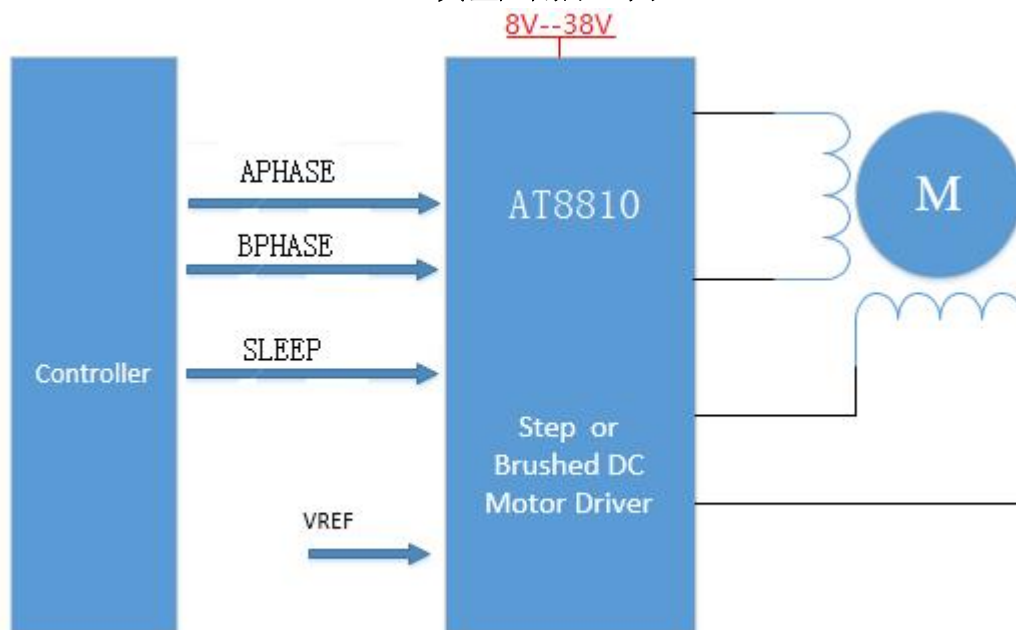 8V--38V
APHASE
BPHASE
SLEEP
Controller
VREF
AT8810
Step or
Brushed DC
Motor Driver
M